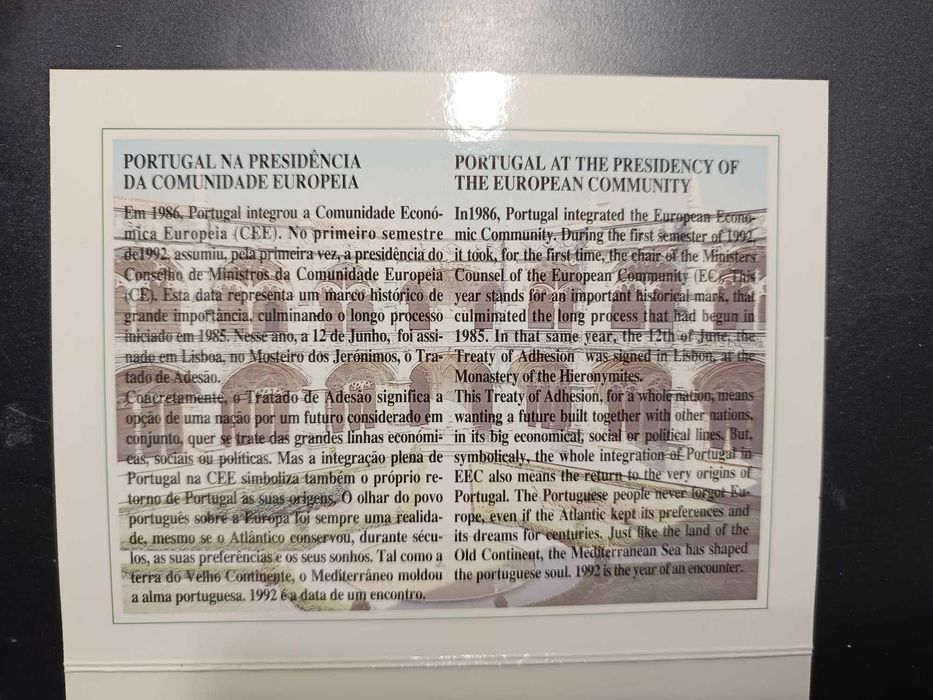 PORTUGAL NA PRESIDÊNCIA
DA COMUNIDADE EUROPEIA
Em 1986, Portugal integrou a Comunidade Econó-
mica Europeia (CEE). No primeiro semestre
de1992, assumiu, pela primeira vez, a presidência do
Conselho de Ministros da Comunidade Europeia
(CE). Esta data representa um marco histórico de
grande importância, culminando o longo processo
iniciado em 1985. Nesse ano, a 12 de Junho, foi assi-
nado em Lisboa, no Mosteiro dos Jerónimos, o Tra-
tado de Adesão.
Concretamente, o Tratado de Adesão significa a
opção de uma nação por um futuro considerado em
conjunto, quer se trate das grandes linhas económi-
cas, sociais ou políticas. Mas a integração plena de
Portugal na CEE simboliza também o próprio re-
torno de Portugal às suas origens. O olhar do povo
português sobre a Europa foi sempre uma realida-
de, mesmo se o Atlântico conservou, durante sécu-
los, as suas preferências e os seus sonhos. Tal como a
terra do Velho Continente, o Mediterrâneo moldou
a alma portuguesa. 1992 é a data de um encontro.
PORTUGAL AT THE PRESIDENCY OF
THE EUROPEAN COMMUNITY
In1986, Portugal integrated the European Econo-
mic Community. During the first semester of 1992,
it took, for the first time, the chair of the Ministers
Counsel of the European Community (EC). This
year stands for an important historical mark, that
culminated the long process that had begun in
1985. In that same year, the 12th of June, the
Treaty of Adhesion was signed in Lisbon, at the
Monastery of the Hieronymites.
This Treaty of Adhesion, for a whole nation, means
wanting a future built together with other nations,
in its big economical, social or political lines. But,
symbolicaly, the whole integration of Portugal in
EEC also means the return to the very origins of
Portugal. The Portuguese people never forgot Eu-
rope, even if the Atlantic kept its preferences and
its dreams for centuries. Just like the land of the
Old Continent, the Mediterranean Sea has shaped
the portuguese soul. 1992 is the year of an encounter.